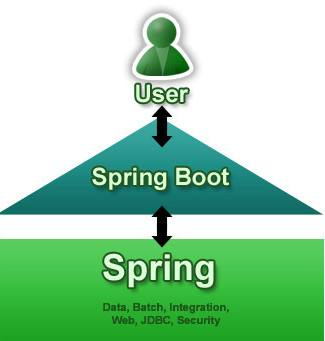 User
Spring Boot
Spring
Data, Batch, Integration,
Web, JDBC, Security